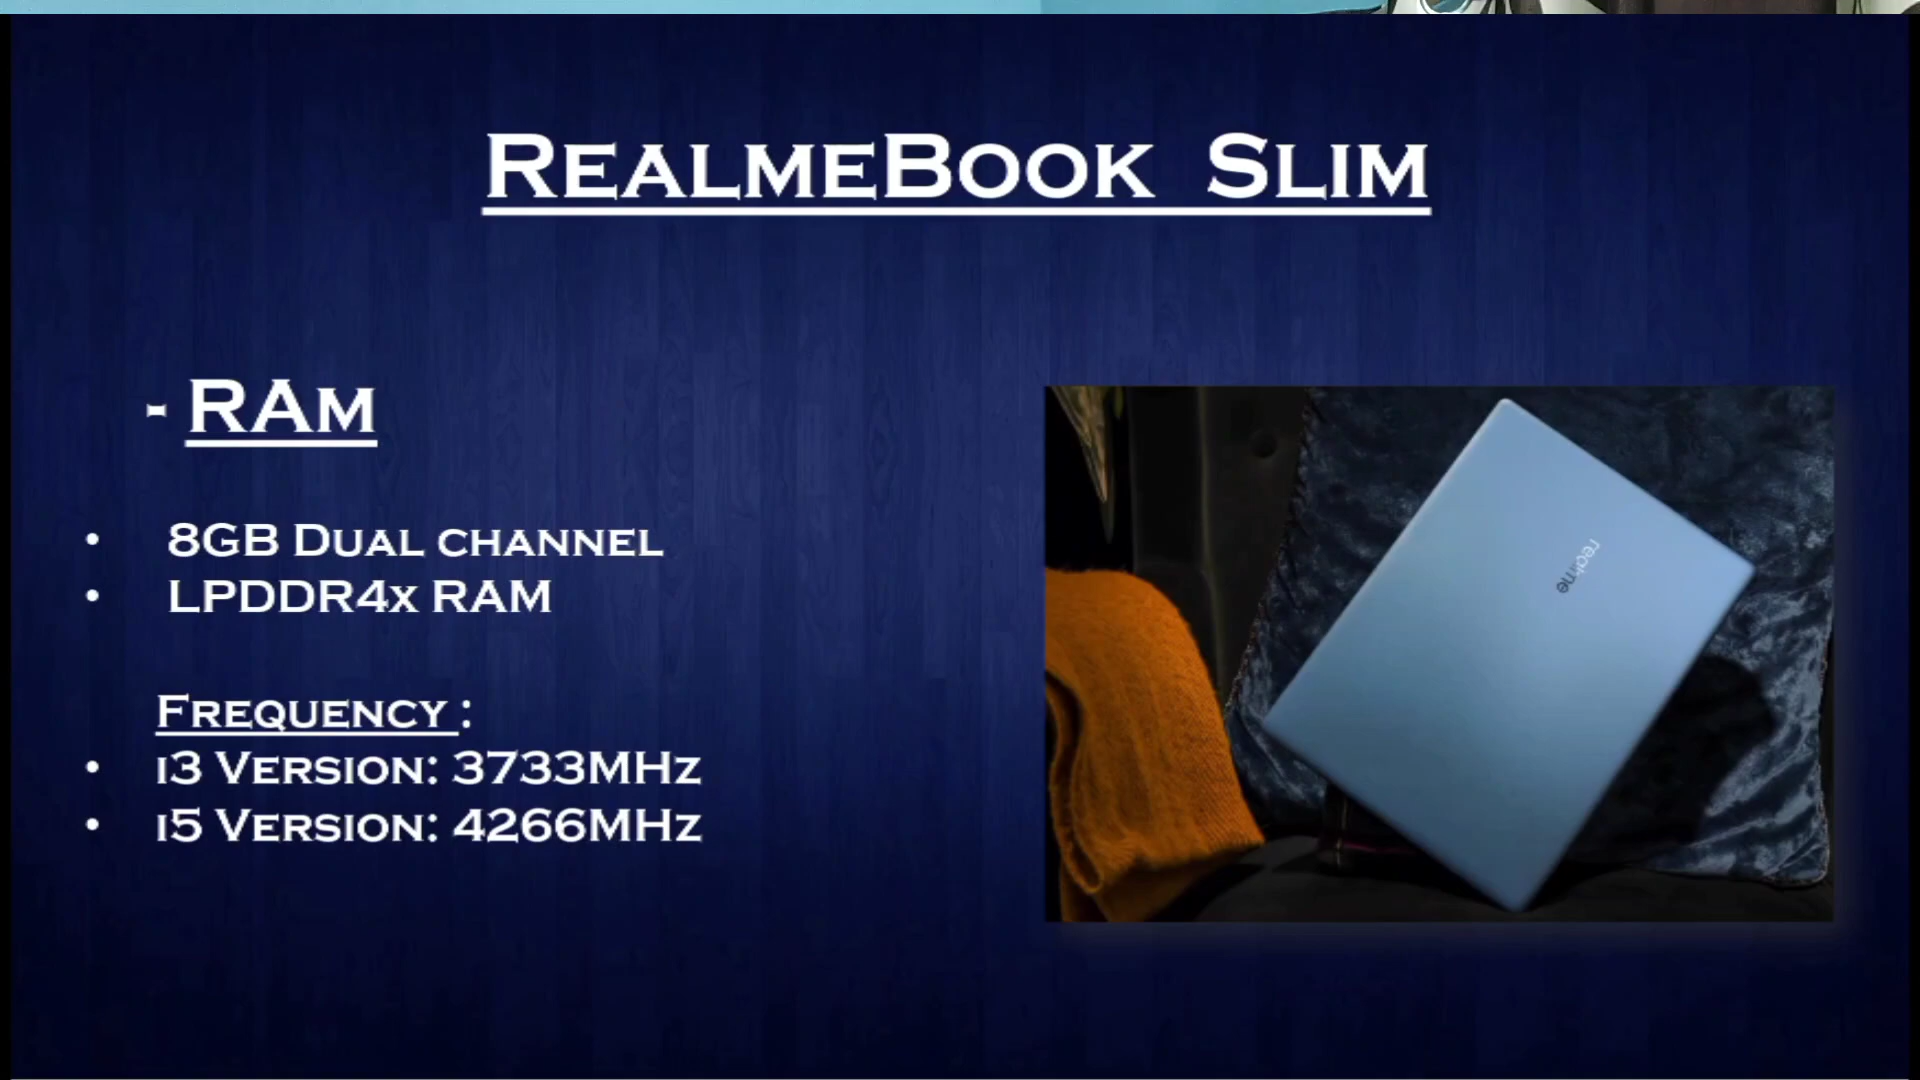 RealmeBook Slim
- RAm
• 8GB Dual channel
• LPDDR4x RAM
Frequency :
• i3 Version: 3733MHz
• i5 Version: 4266MHz
realme